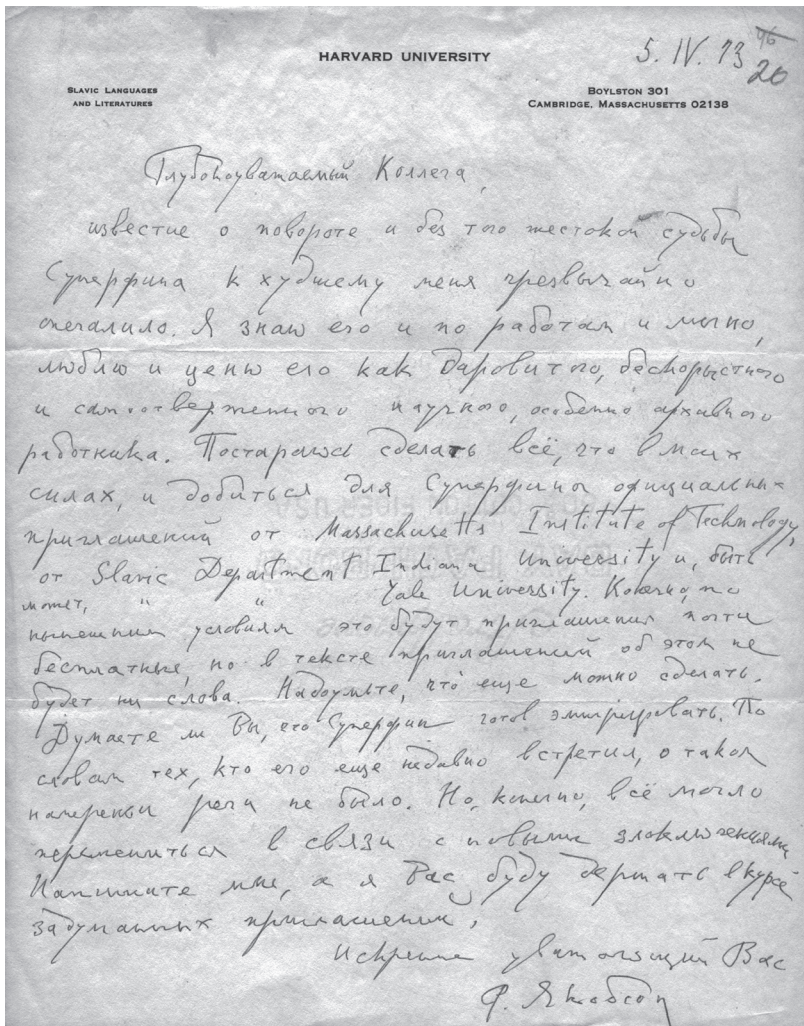 HARVARD UNIVERSITY
5. IV. 73
46
20
SLAVIC LANGUAGES
AND LITERATURES
BOYLSTON 301
CAMBRIDGE, MASSACHUSETTS 02138
Глубокоуважаемый Коллега,
известие о повороте и без того жестокой судьбы
Суперфина к худшему меня чрезвычайно
опечалило. Я знаю его и по работам и лично,
люблю и ценю его как даровитого, бескорыстного
и самоотверженного научного, особенно архивного
работника. Постараюсь сделать всё, что в моих
силах, и добиться для Суперфина официальных
приглашений от Massachusetts Institute of Technology,
от Slavic Department Indiana University и, быть
может, " " Yale University. Конечно, по
нынешним условиям это будут приглашения почти
бесплатные, но в тексте приглашений об этом не
будет ни слова. Надоумьте, что еще можно сделать.
Думаете ли Вы, что Суперфин готов эмигрировать. По
словам тех, кто его еще недавно встретил, о таком
намереньи речи не было. Но, конечно, всё могло
перемениться в связи с новыми злоключениями
Напишите мне, а я Вас буду держать в курсе
задуманных приглашений.
Искренне уважающий Вас
Р. Якобсон